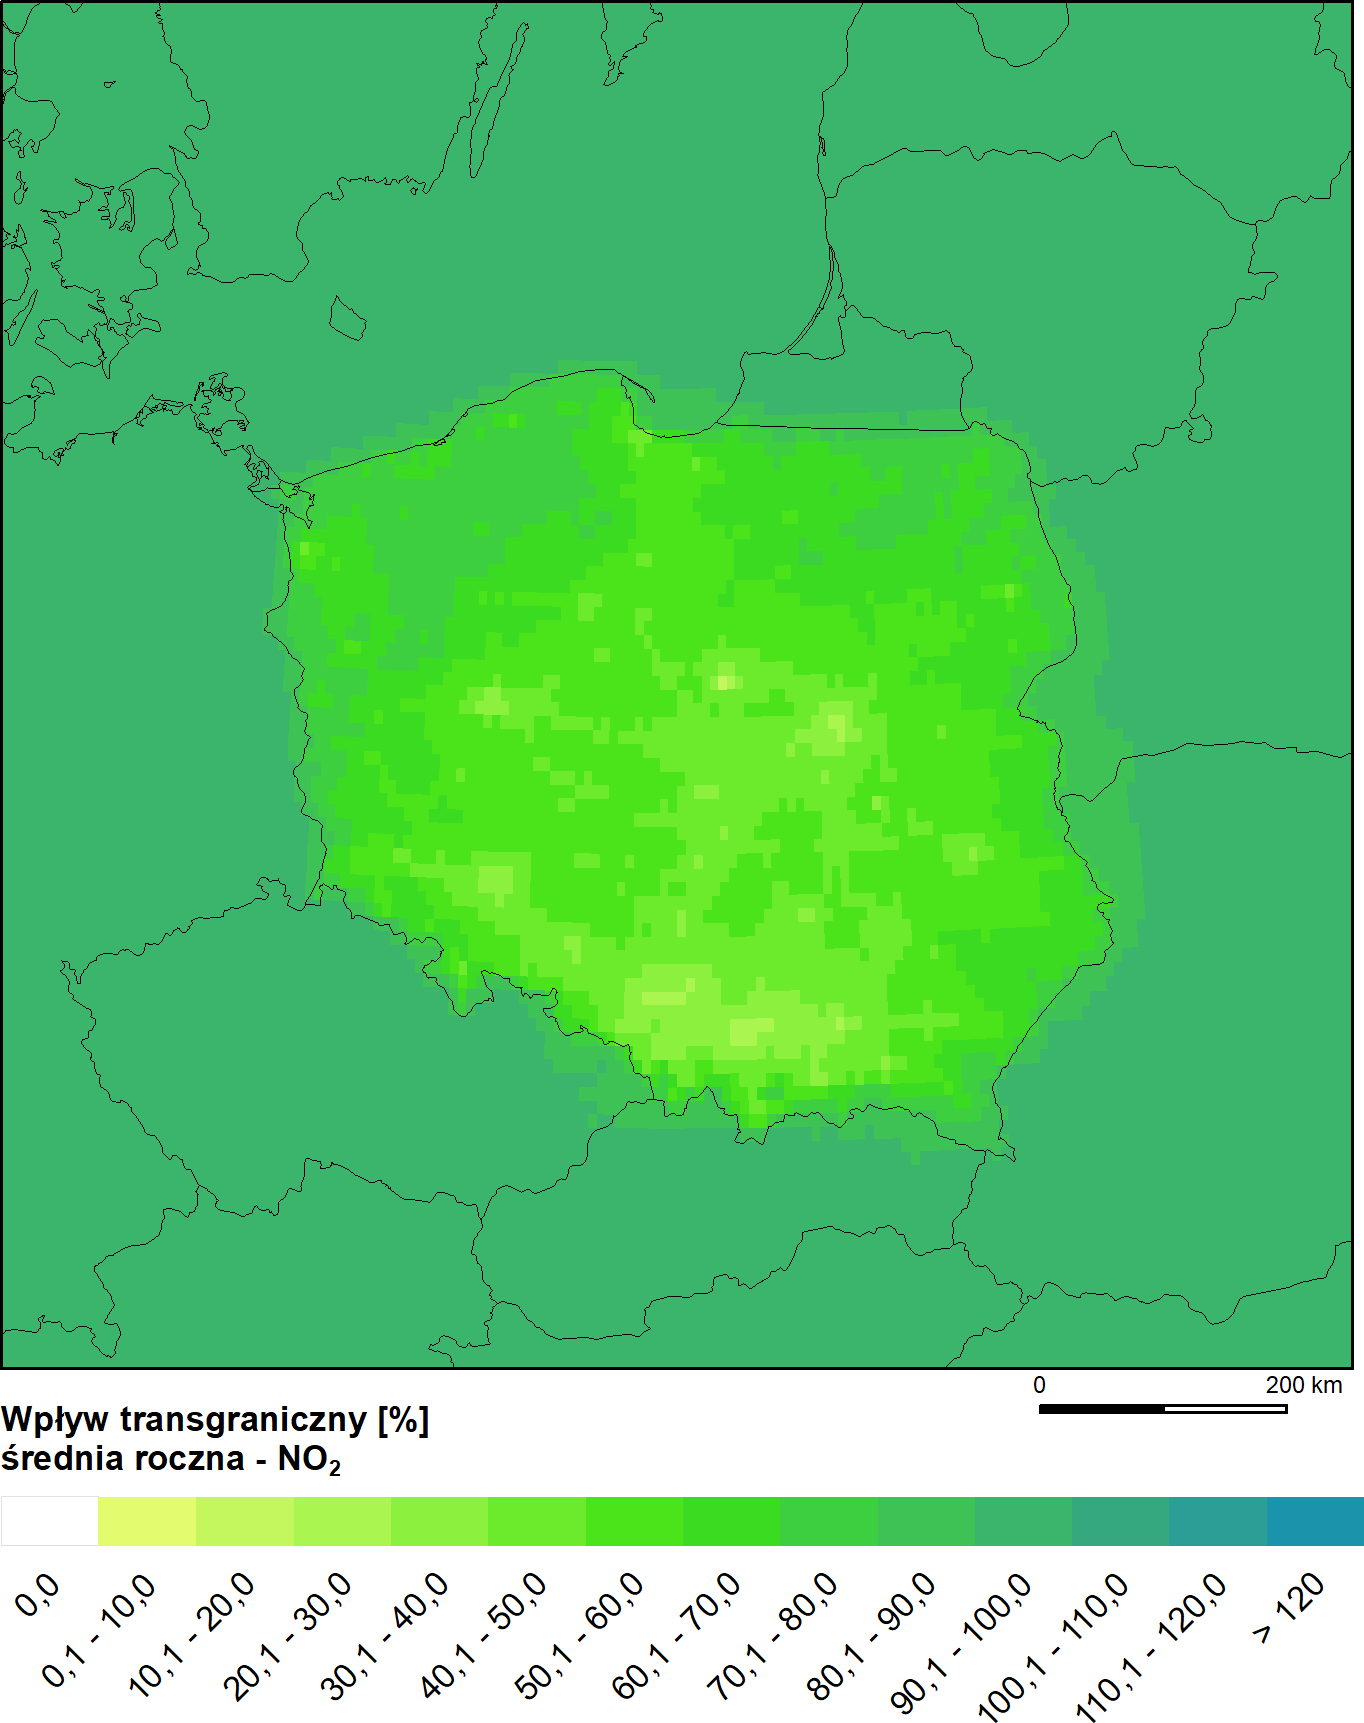 0 200 km
Wpływ transgraniczny [%]
średnia roczna - NO₂
0,0
0,1 - 10,0
10,1 - 20,0
20,1 - 30,0
30,1 - 40,0
40,1 - 50,0
50,1 - 60,0
60,1 - 70,0
70,1 - 80,0
80,1 - 90,0
90,1 - 100,0
100,1 - 110,0
110,1 - 120,0
> 120